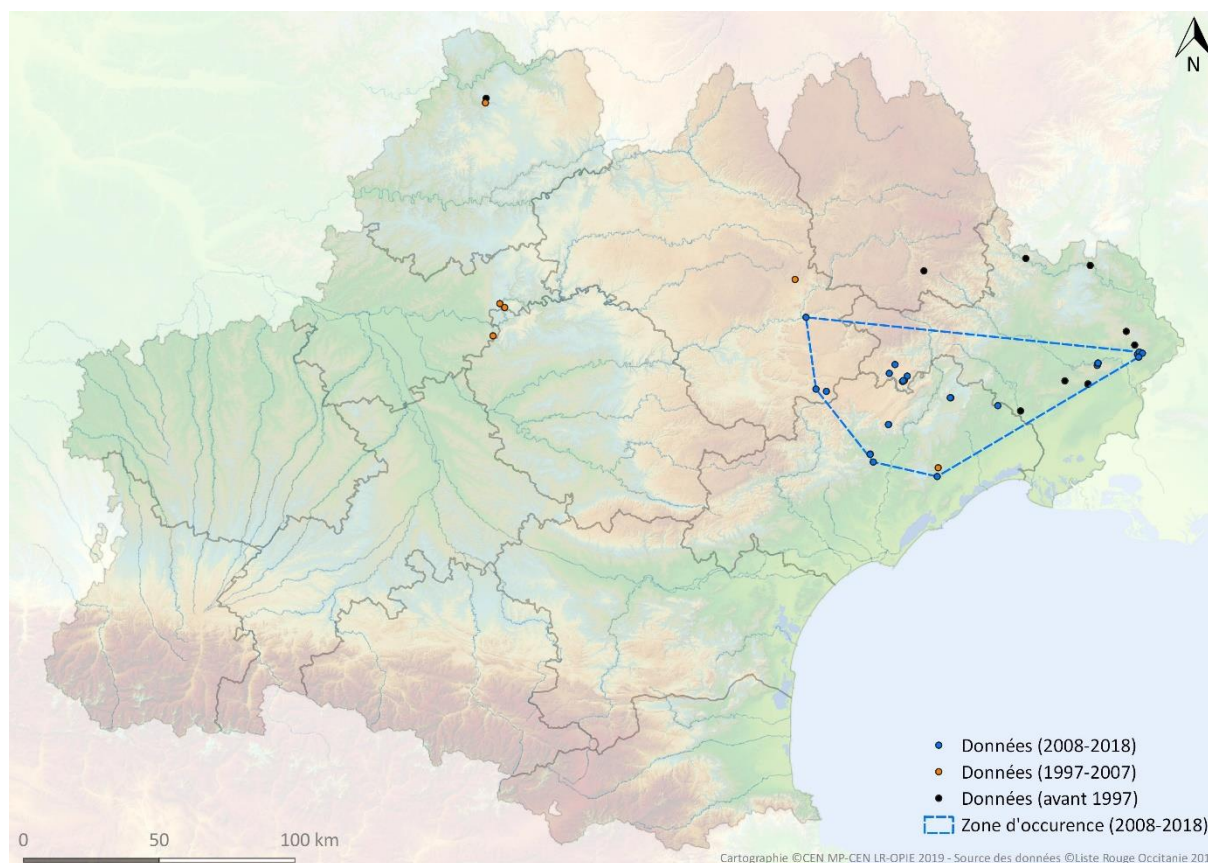 N
Données (2008-2018)
Données (1997-2007)
Données (avant 1997)
Zone d'occurence (2008-2018)
0 50 100 km
Cartographie ©CEN MP-CEN LR-OPIE 2019 - Source des données ©Liste Rouge Occitanie 201